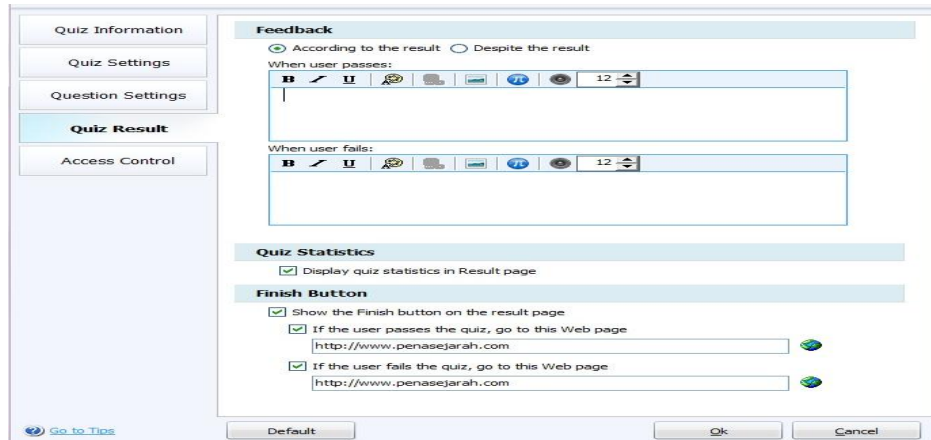 Quiz Information
Quiz Settings
Question Settings
Quiz Result
Access Control
Feedback
According to the result Despite the result
When user passes:
B I U 12
When user fails:
B I U 12
Quiz Statistics
Display quiz statistics in Result page
Finish Button
Show the Finish button on the result page
If the user passes the quiz, go to this Web page
http://www.penasejarah.com
If the user fails the quiz, go to this Web page
http://www.penasejarah.com
Go to Tips Default Ok Cancel